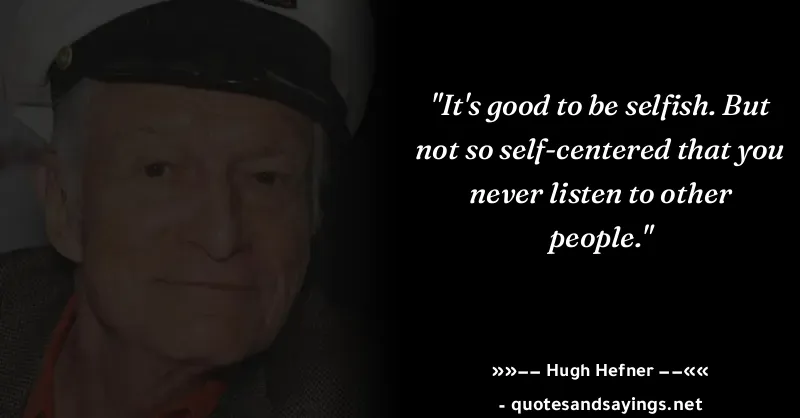 "It's good to be selfish. But
not so self-centered that you
never listen to other
people."
»»–– Hugh Hefner ––««
- quotesandsayings.net